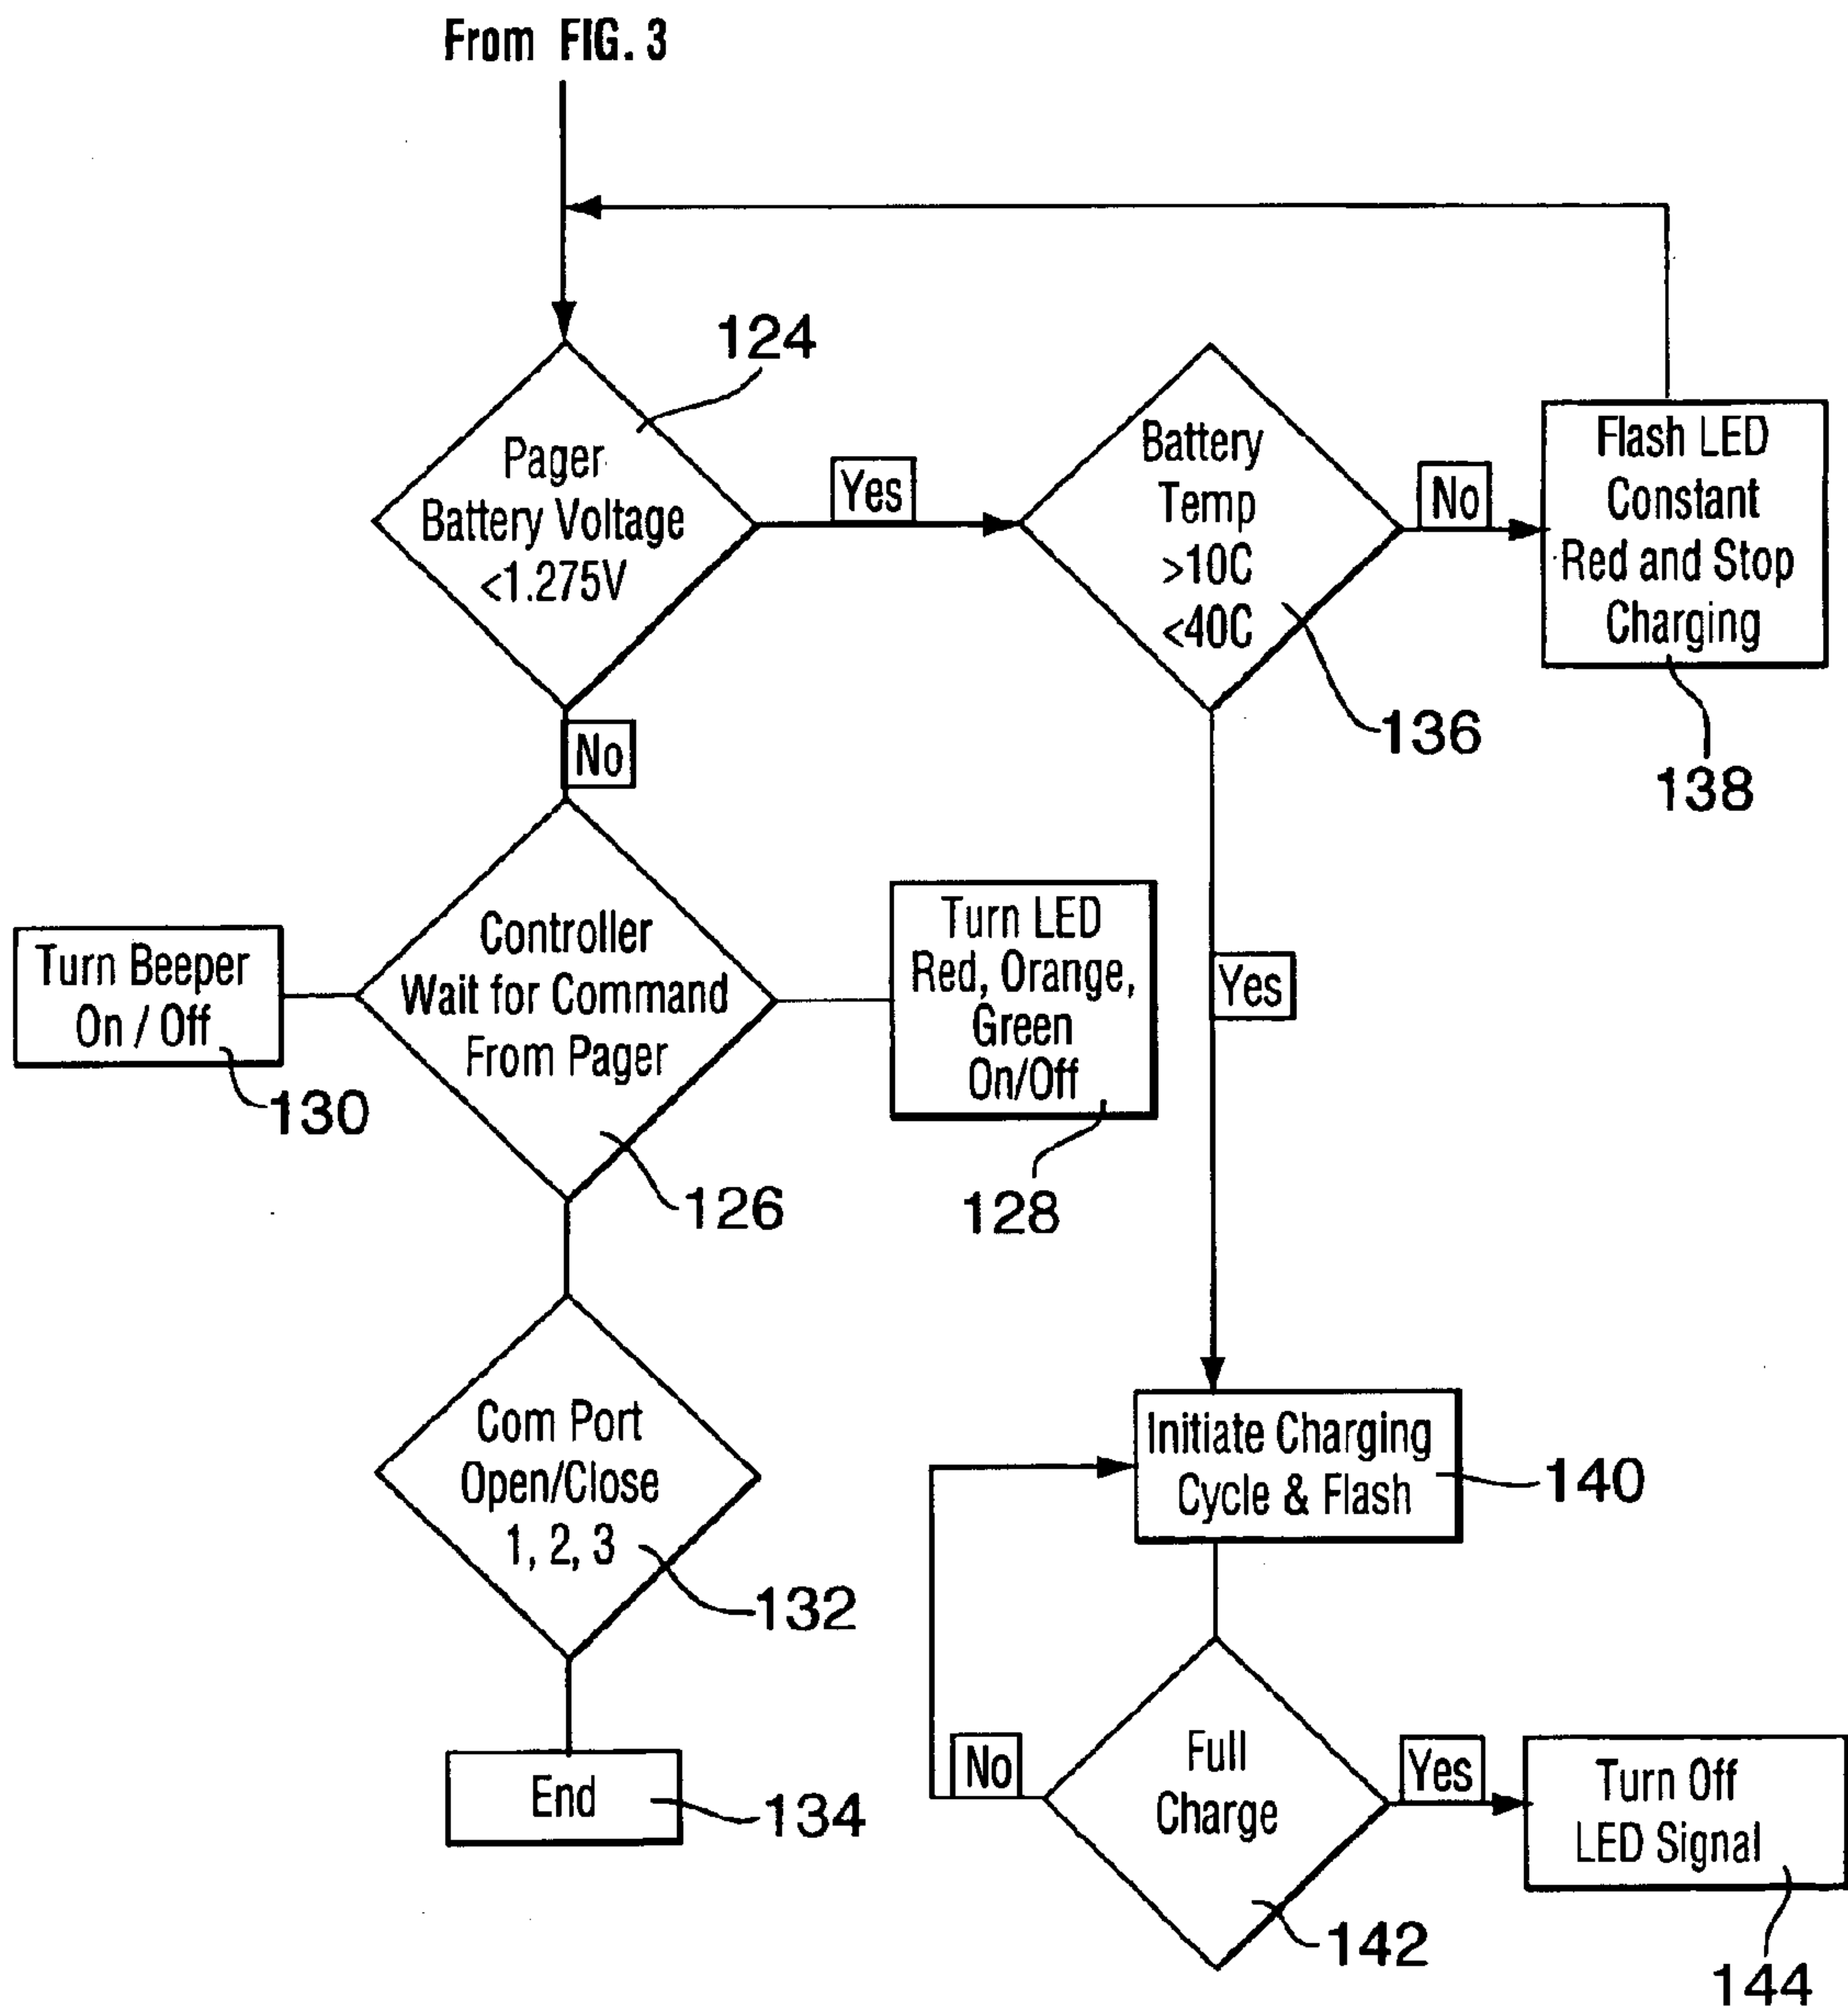 From FIG. 3
124
Pager
Battery Voltage
<1.275V
Yes
Battery
Temp
>10C
<40C
136
No
Flash LED
Constant
Red and Stop
Charging
138
No
Controller
Wait for Command
From Pager
126
Turn Beeper
On / Off
130
Turn LED
Red, Orange,
Green
On/Off
128
Yes
Com Port
Open/Close
1, 2, 3
132
End
134
Initiate Charging
Cycle & Flash
140
No
Full
Charge
142
Yes
Turn Off
LED Signal
144